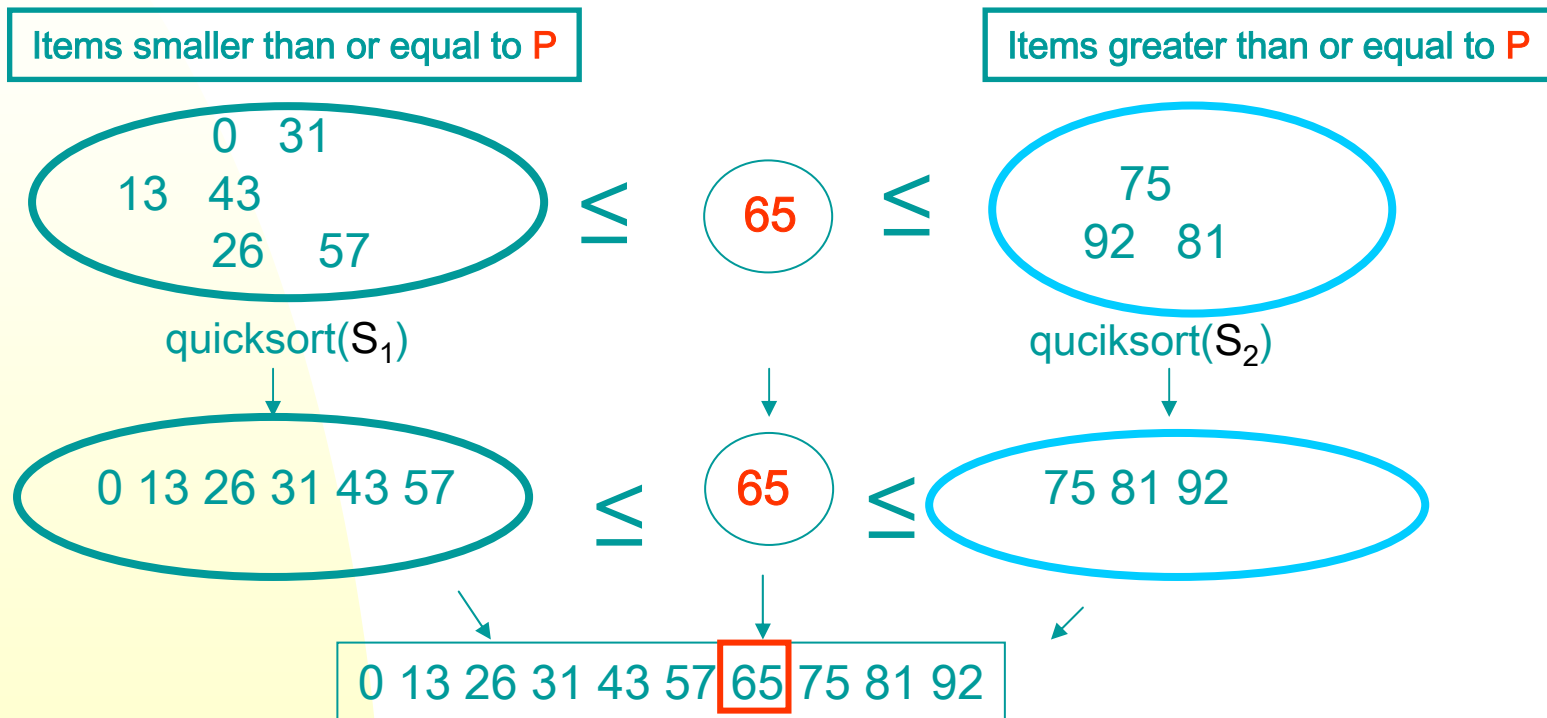 Items smaller than or equal to P
Items greater than or equal to P
0 31
13 43
26 57
≤
65
≤
75
92 81
quicksort(S1)
quciksort(S2)
0 13 26 31 43 57
≤
65
≤
75 81 92
0 13 26 31 43 57 65 75 81 92